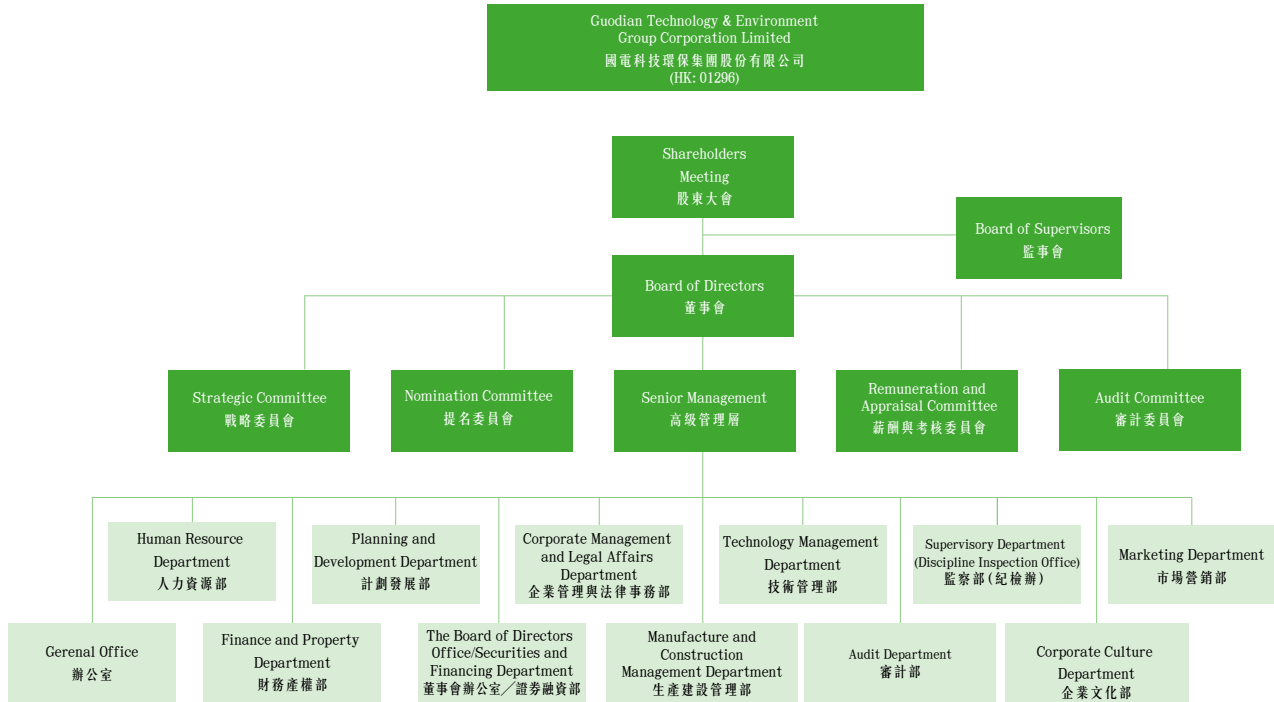 Guodian Technology & Environment
Group Corporation Limited
國電科技環保集團股份有限公司
(HK: 01296)
Shareholders
Meeting
股東大會
Board of Supervisors
監事會
Board of Directors
董事會
Strategic Committee
戰略委員會
Nomination Committee
提名委員會
Senior Management
高級管理層
Remuneration and
Appraisal Committee
薪酬與考核委員會
Audit Committee
審計委員會
Human Resource
Department
人力資源部
Planning and
Development Department
計劃發展部
Corporate Management
and Legal Affairs
Department
企業管理與法律事務部
Technology Management
Department
技術管理部
Supervisory Department
(Discipline Inspection Office)
監察部(紀檢辦)
Marketing Department
市場營銷部
Gerenal Office
辦公室
Finance and Property
Department
財務產權部
The Board of Directors
Office/Securities and
Financing Department
董事會辦公室／證券融資部
Manufacture and
Construction
Management Department
生產建設管理部
Audit Department
審計部
Corporate Culture
Department
企業文化部